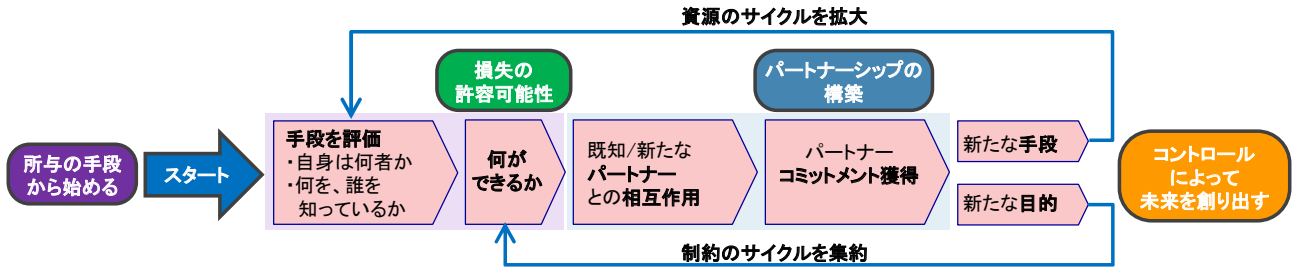 資源のサイクルを拡大
損失の
許容可能性
パートナーシップの
構築
所与の手段
から始める
スタート
手段を評価
・自身は何者か
・何を、誰を
知っているか
何が
できるか
既知/新たな
パートナー
との相互作用
パートナー
コミットメント獲得
新たな手段
新たな目的
コントロール
によって
未来を創り出す
制約のサイクルを集約